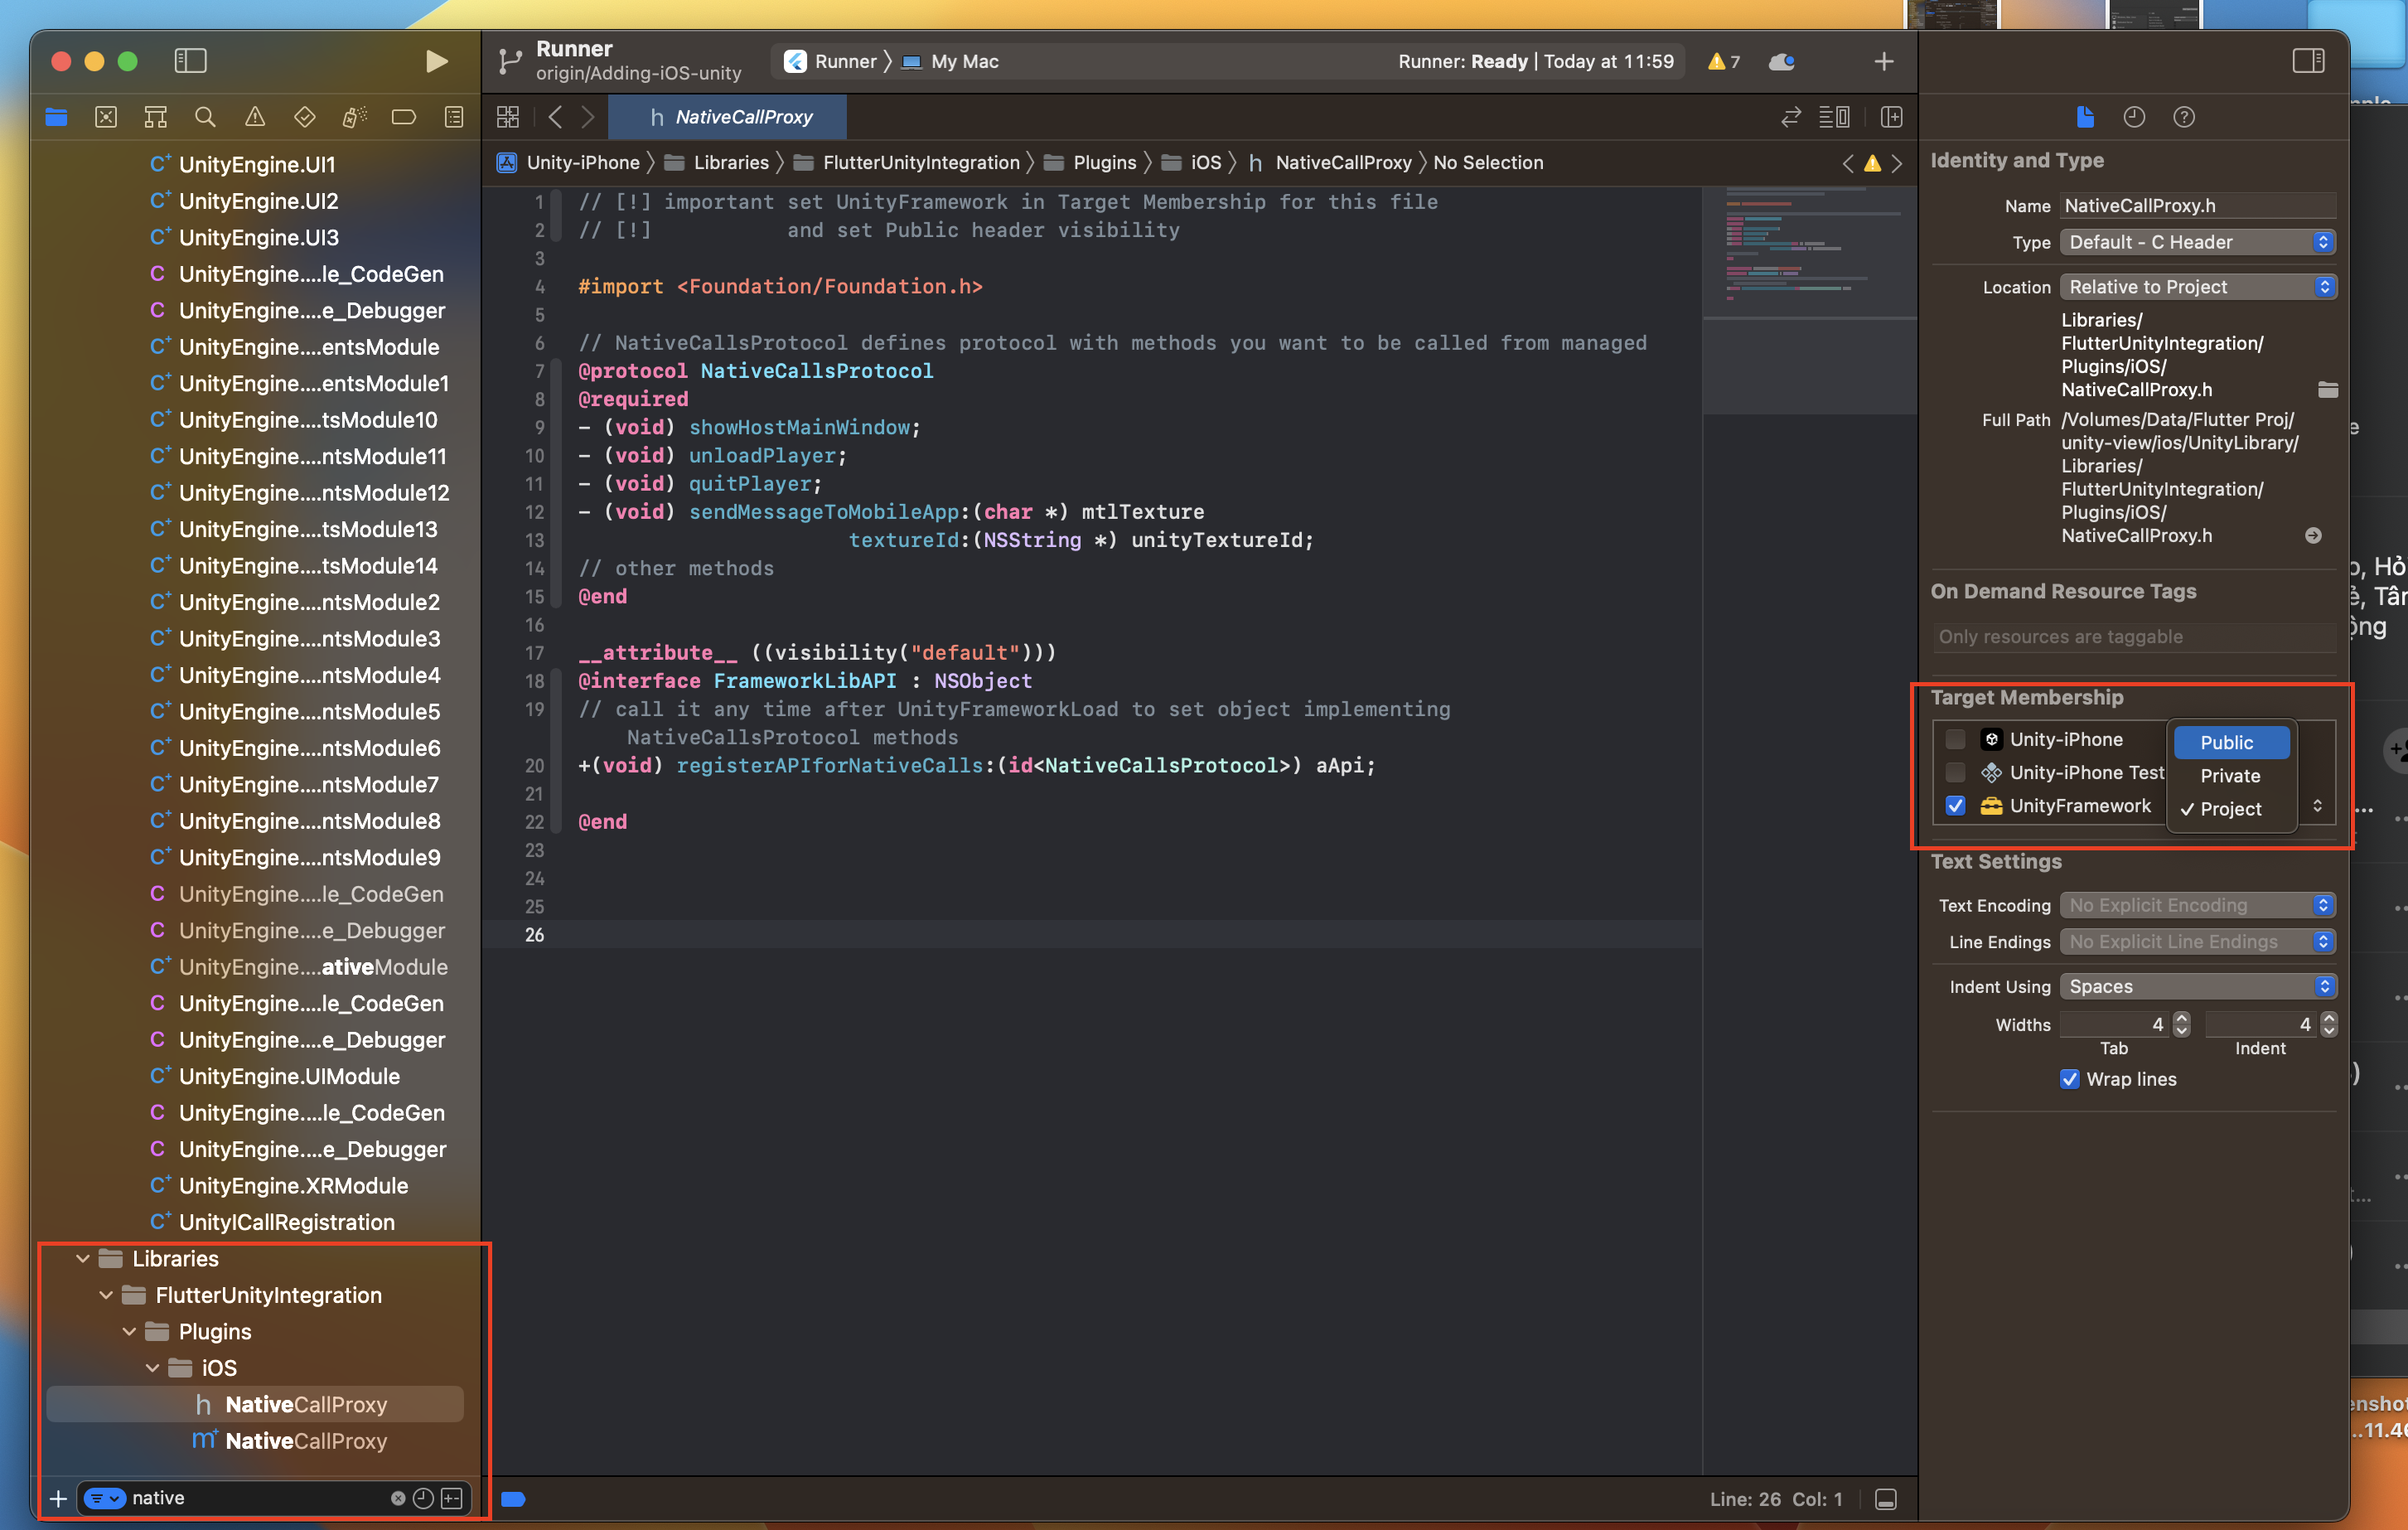 Runner
origin/Adding-iOS-unity
Runner
My Mac
Runner: Ready | Today at 11:59
7
NativeCallProxy
Unity-iPhone
Libraries
FlutterUnityIntegration
Plugins
iOS
NativeCallProxy
No Selection
UnityEngine.UI1
UnityEngine.UI2
UnityEngine.UI3
UnityEngine....le_CodeGen
UnityEngine....e_Debugger
UnityEngine....entsModule
UnityEngine....entsModule1
UnityEngine....tsModule10
UnityEngine....ntsModule11
UnityEngine....ntsModule12
UnityEngine....tsModule13
UnityEngine....tsModule14
UnityEngine....ntsModule2
UnityEngine....ntsModule3
UnityEngine....ntsModule4
UnityEngine....ntsModule5
UnityEngine....ntsModule6
UnityEngine....ntsModule7
UnityEngine....ntsModule8
UnityEngine....ntsModule9
UnityEngine....le_CodeGen
UnityEngine....e_Debugger
UnityEngine....ativeModule
UnityEngine....le_CodeGen
UnityEngine....e_Debugger
UnityEngine.UIModule
UnityEngine....le_CodeGen
UnityEngine....e_Debugger
UnityEngine.XRModule
UnityICallRegistration
Libraries
FlutterUnityIntegration
Plugins
iOS
NativeCallProxy
NativeCallProxy
native
1 // [!] important set UnityFramework in Target Membership for this file
2 // [!]           and set Public header visibility
3
4 #import <Foundation/Foundation.h>
5
6 // NativeCallsProtocol defines protocol with methods you want to be called from managed
7 @protocol NativeCallsProtocol
8 @required
9 - (void) showHostMainWindow;
10 - (void) unloadPlayer;
11 - (void) quitPlayer;
12 - (void) sendMessageToMobileApp:(char *) mtlTexture
13 textureId:(NSString *) unityTextureId;
14 // other methods
15 @end
16
17 __attribute__ ((visibility("default")))
18 @interface FrameworkLibAPI : NSObject
19 // call it any time after UnityFrameworkLoad to set object implementing
NativeCallsProtocol methods
20 +(void) registerAPIforNativeCalls:(id<NativeCallsProtocol>) aApi;
21
22 @end
23
24
25
26
Line: 26 Col: 1
Identity and Type
Name NativeCallProxy.h
Type Default - C Header
Location Relative to Project
Libraries/
FlutterUnityIntegration/
Plugins/iOS/
NativeCallProxy.h
Full Path /Volumes/Data/Flutter Proj/
unity-view/ios/UnityLibrary/
Libraries/
FlutterUnityIntegration/
Plugins/iOS/
NativeCallProxy.h
On Demand Resource Tags
Only resources are taggable
Target Membership
Unity-iPhone
Unity-iPhone Test
UnityFramework
Public
Private
Project
Text Settings
Text Encoding No Explicit Encoding
Line Endings No Explicit Line Endings
Indent Using Spaces
Widths 4 4
Tab Indent
Wrap lines